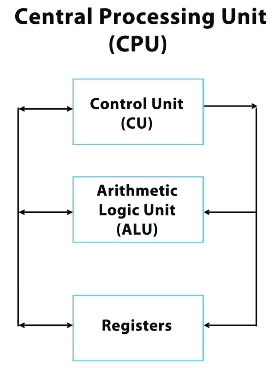 Central Processing Unit
(CPU)
Control Unit
(CU)
Arithmetic
Logic Unit
(ALU)
Registers